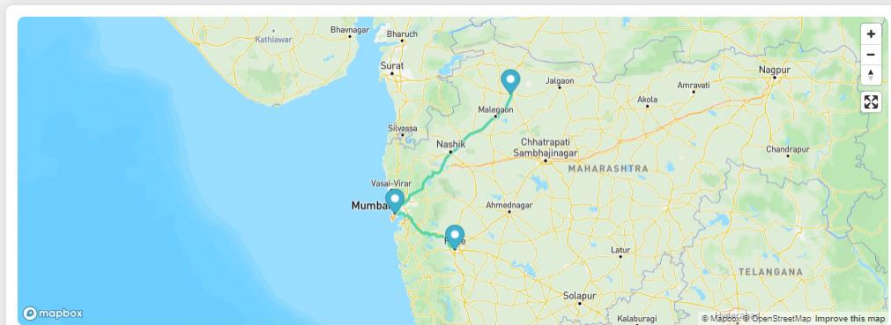 Kathiawar
Bhavnagar
Bharuch
Surat
Jalgaon
Nagpur
Amravati
Akola
Malegaon
Silvassa
Nashik
Chhatrapati
Sambhajinagar
Chandrapur
MAHARASHTRA
Vasai-Virar
Ahmednagar
Latur
TELANGANA
Solapur
mapbox
© Mapbox © OpenStreetMap Improve this map
Kalaburagi